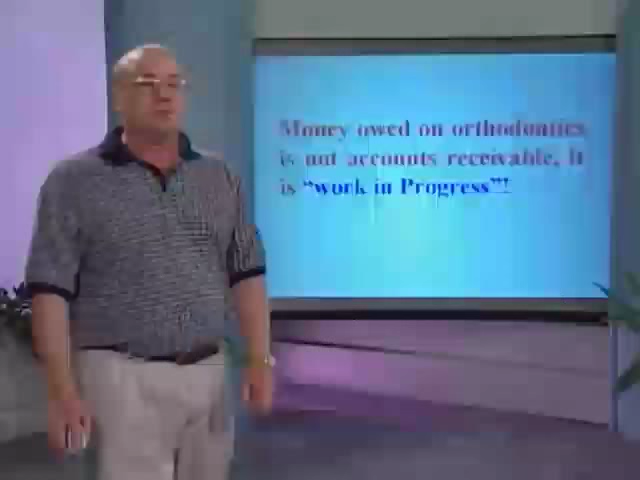 Money owed on orthodontics
is not accounts receivable, it
is “work in Progress”!